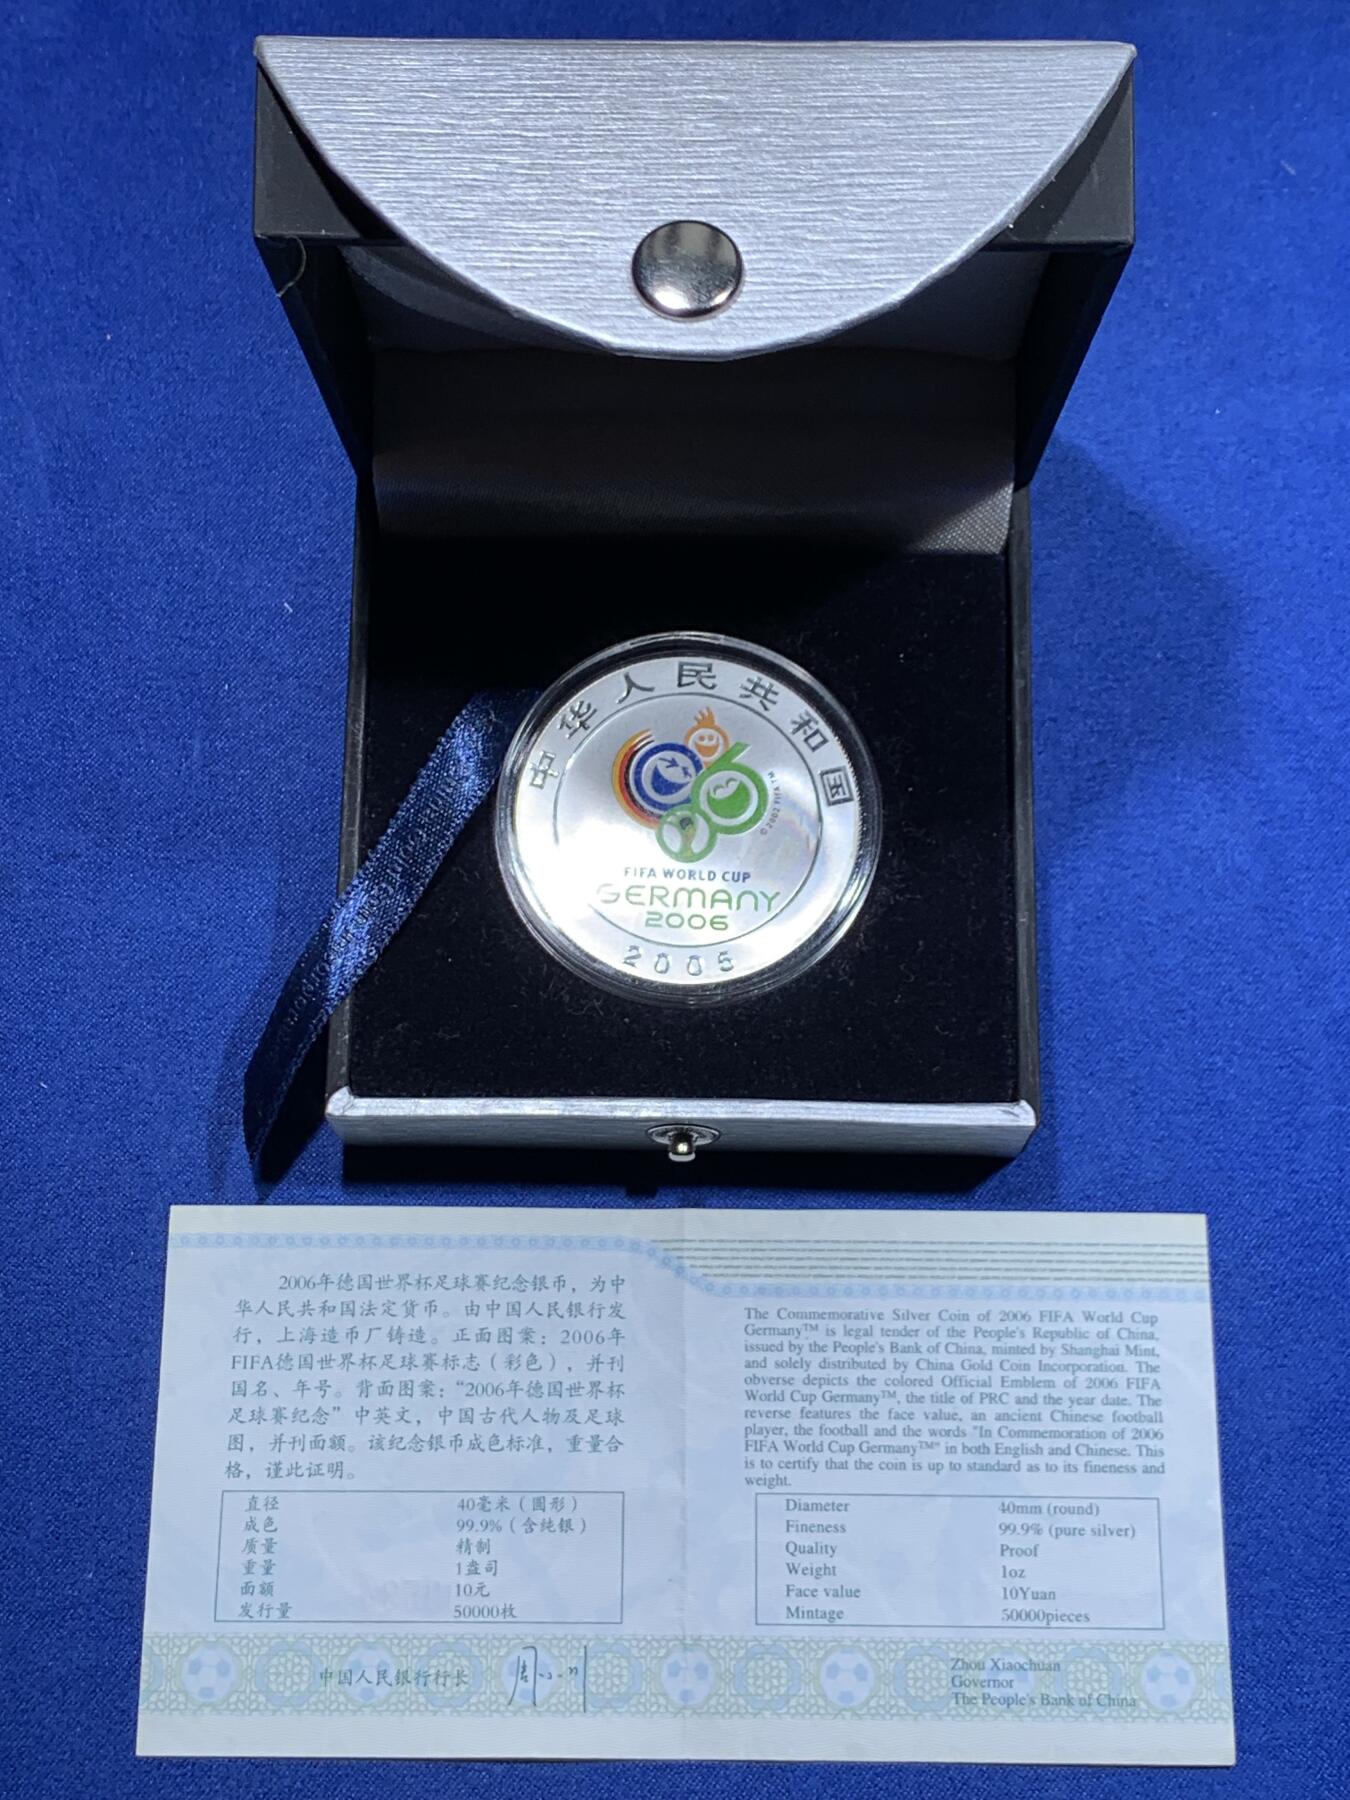 中华人民共和国
© 2002 FIFA TM
FIFA WORLD CUP
GERMANY
2006
2005
2006年德国世界杯足球赛纪念银币，为中
华人民共和国法定货币。由中国人民银行发
行，上海造币厂铸造。正面图案：2006年
FIFA德国世界杯足球赛标志（彩色），并刊
国名、年号。背面图案：“2006年德国世界杯
足球赛纪念”中英文，中国古代人物及足球
图，并刊面额。该纪念银币成色标准，重量合
格，谨此证明。
直径 40毫米（圆形）
成色 99.9%（含纯银）
质量 精制
重量 1盎司
面额 10元
发行量 50000枚
中国人民银行行长
The Commemorative Silver Coin of 2006 FIFA World Cup
Germany™ is legal tender of the People's Republic of China,
issued by the People's Bank of China, minted by Shanghai Mint,
and solely distributed by China Gold Coin Incorporation. The
obverse depicts the colored Official Emblem of 2006 FIFA
World Cup Germany™, the title of PRC and the year date. The
reverse features the face value, an ancient Chinese football
player, the football and the words "In Commemoration of 2006
FIFA World Cup Germany™" in both English and Chinese. This
is to certify that the coin is up to standard as to its fineness and
weight.
Diameter 40mm (round)
Fineness 99.9% (pure silver)
Quality Proof
Weight 1oz
Face value 10Yuan
Mintage 50000pieces
Zhou Xiaochuan
Governor
The People's Bank of China